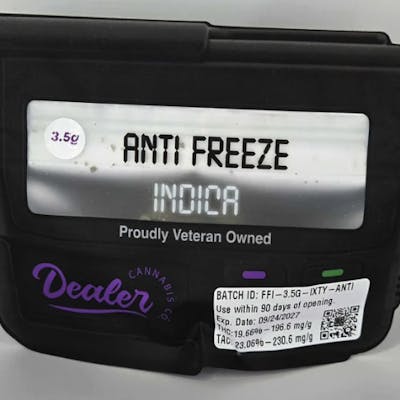 3.5g
ANTI FREEZE
INDICA
Proudly Veteran Owned
Dealer
CANNABIS CO
BATCH ID: FFI-3.5G-IXTY-ANTI
Use within 90 days of opening.
Exp. Date: 09/24/2027
THC: 19.66% - 196.6 mg/g
TAC: 23.06% - 230.6 mg/g